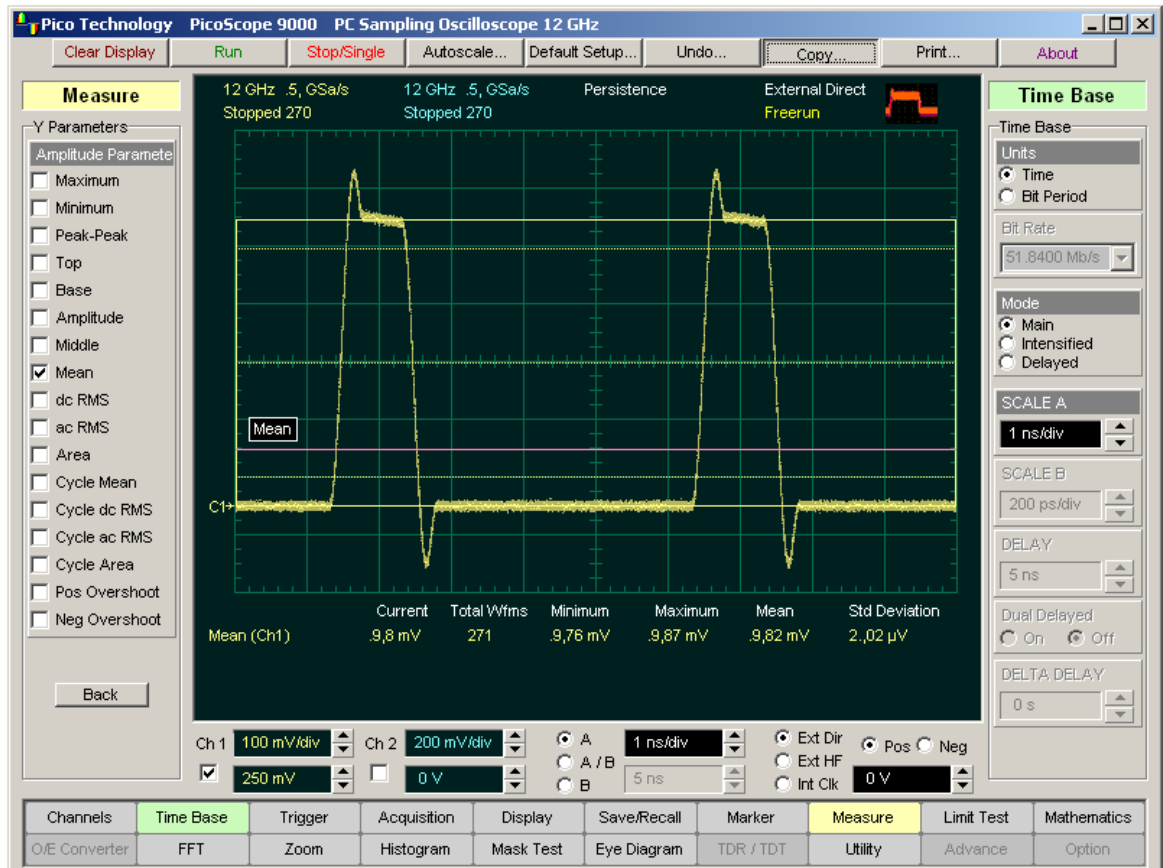 Pico Technology PicoScope 9000 PC Sampling Oscilloscope 12 GHz
Clear Display Run Stop/Single Autoscale... Default Setup... Undo... Copy... Print... About
Measure
Y Parameters
Amplitude Paramete
Maximum
Minimum
Peak-Peak
Top
Base
Amplitude
Middle
Mean
dc RMS
ac RMS
Area
Cycle Mean
Cycle dc RMS
Cycle ac RMS
Cycle Area
Pos Overshoot
Neg Overshoot
Back
12 GHz .5, GSa/s 12 GHz .5, GSa/s Persistence External Direct
Stopped 270 Stopped 270 Freerun
Mean
C1
Current Total Wfms Minimum Maximum Mean Std Deviation
Mean (Ch1) .9,8 mV 271 .9,76 mV .9,87 mV .9,82 mV 2.,02 µV
Time Base
Time Base
Units
Time
Bit Period
Bit Rate
51.8400 Mb/s
Mode
Main
Intensified
Delayed
SCALE A
1 ns/div
SCALE B
200 ps/div
DELAY
5 ns
Dual Delayed
On Off
DELTA DELAY
0 s
Ch 1 100 mV/div Ch 2 200 mV/div A 1 ns/div Ext Dir Pos Neg
A / B Ext HF
250 mV 0 V B 5 ns Int Clk 0 V
Channels Time Base Trigger Acquisition Display Save/Recall Marker Measure Limit Test Mathematics
O/E Converter FFT Zoom Histogram Mask Test Eye Diagram TDR / TDT Utility Advance Option